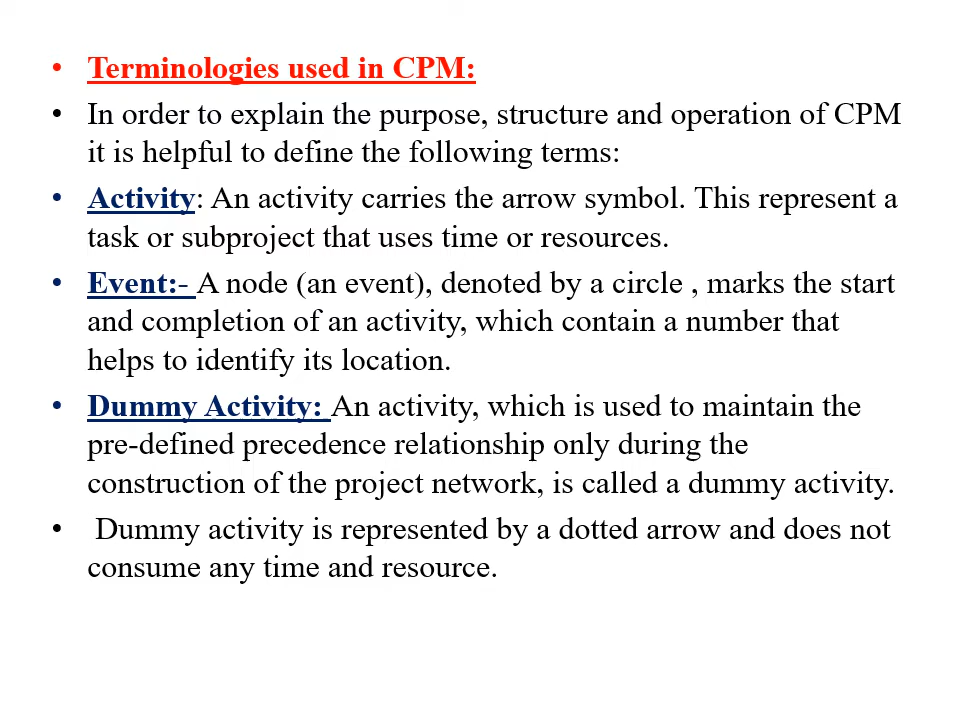 • Terminologies used in CPM:
• In order to explain the purpose, structure and operation of CPM
it is helpful to define the following terms:
• Activity: An activity carries the arrow symbol. This represent a
task or subproject that uses time or resources.
• Event:- A node (an event), denoted by a circle , marks the start
and completion of an activity, which contain a number that
helps to identify its location.
• Dummy Activity: An activity, which is used to maintain the
pre-defined precedence relationship only during the
construction of the project network, is called a dummy activity.
• Dummy activity is represented by a dotted arrow and does not
consume any time and resource.